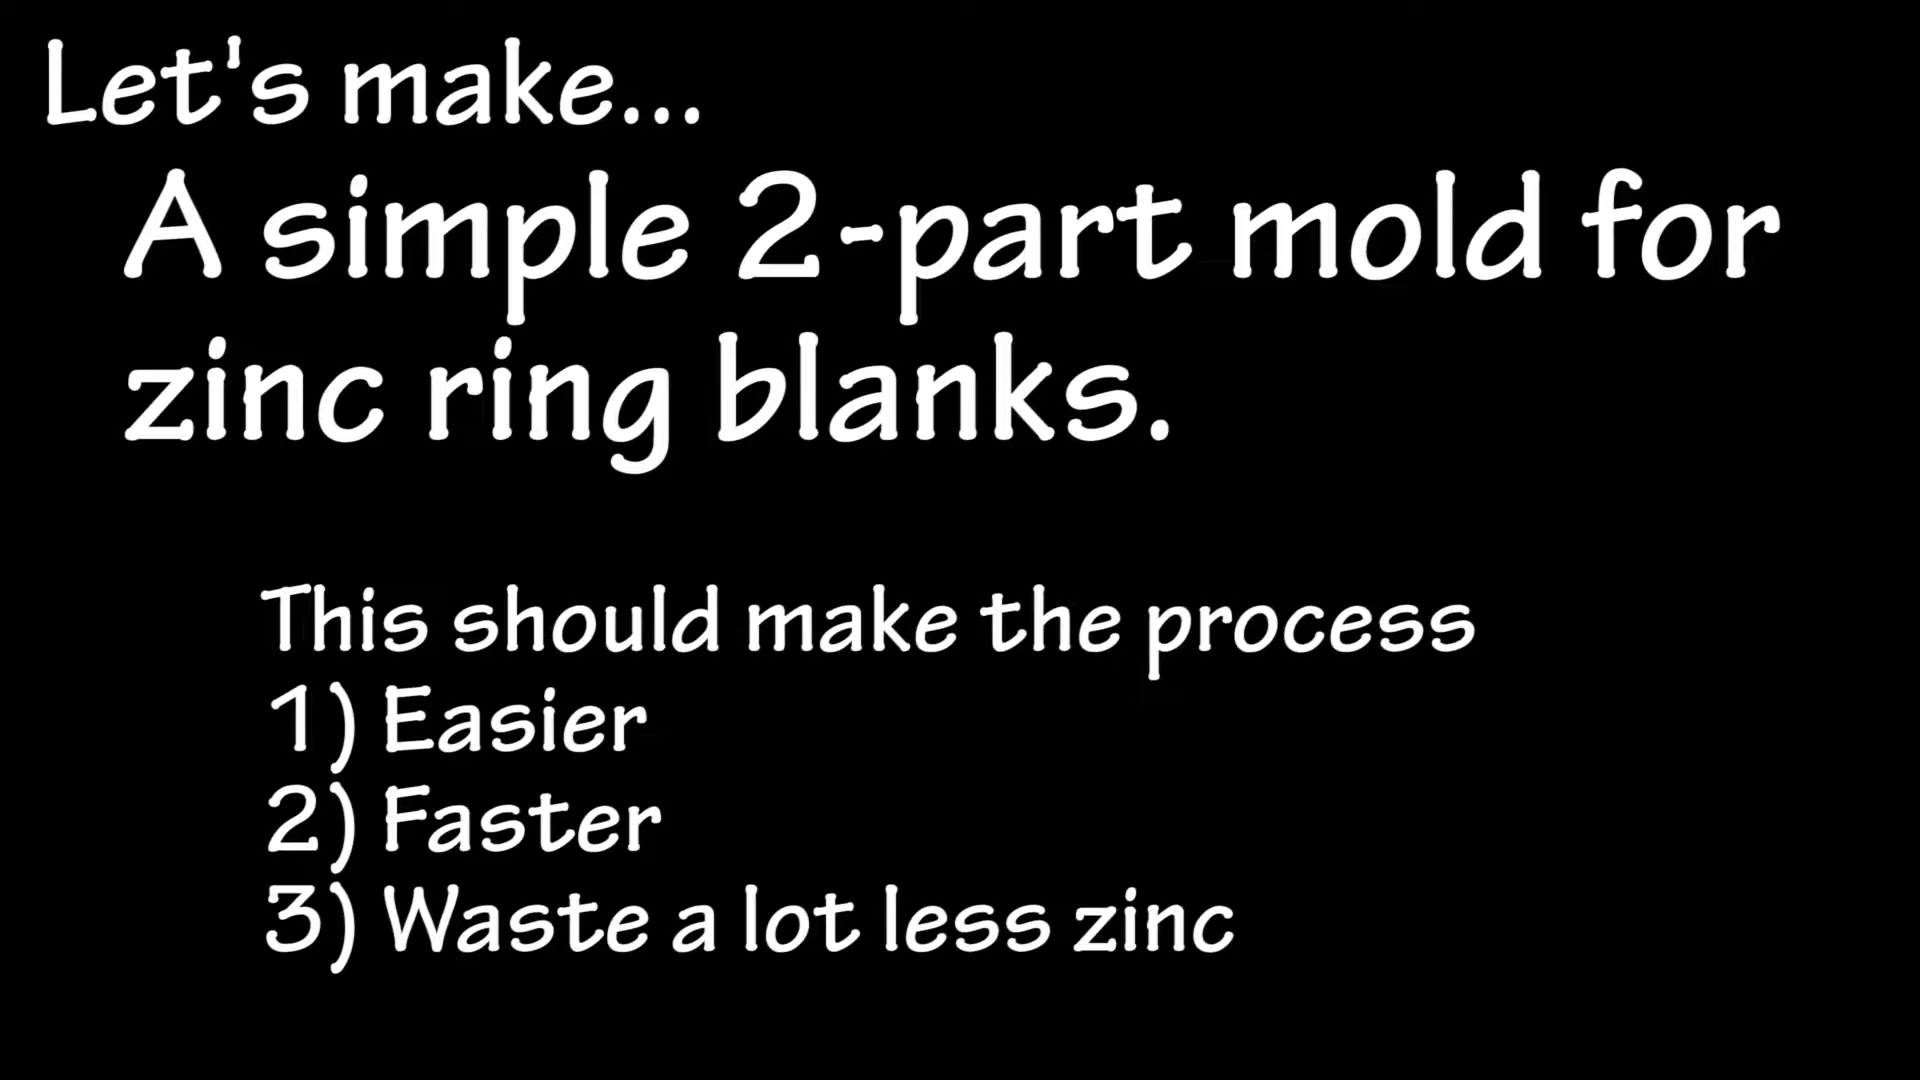 Let's make...
A simple 2-part mold for
zinc ring blanks.
This should make the process
1) Easier
2) Faster
3) Waste a lot less zinc